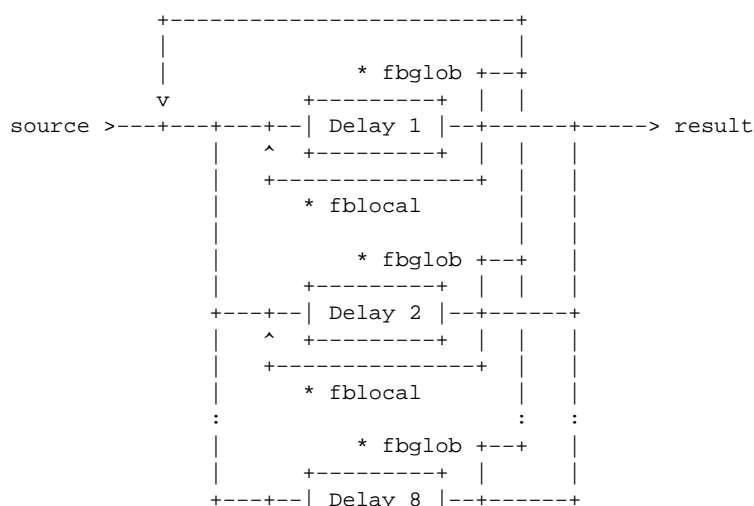 * fbglob
source > Delay 1 > result
* fblocal
* fbglob
Delay 2
* fblocal
* fbglob
Delay 8